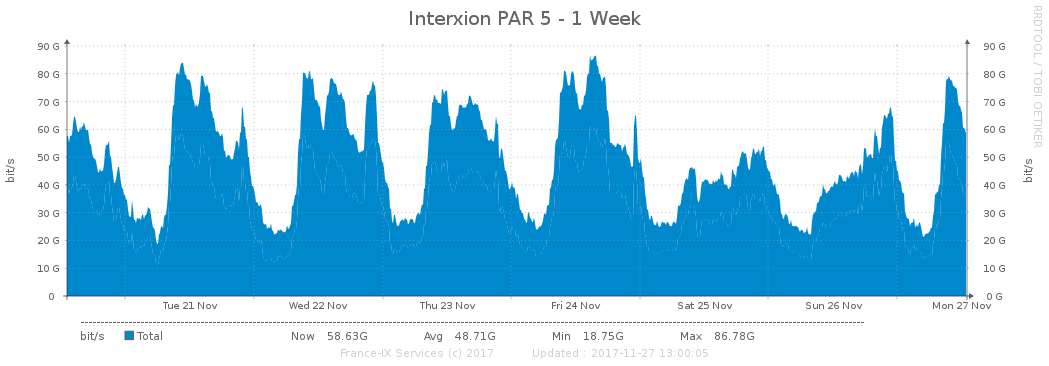 Interxion PAR 5 - 1 Week
RRDTOOL / TOBI OETIKER
90 G 90 G
80 G 80 G
70 G 70 G
60 G 60 G
50 G 50 G
bit/s bit/s
40 G 40 G
30 G 30 G
20 G 20 G
10 G 10 G
0 0 G
Tue 21 Nov Wed 22 Nov Thu 23 Nov Fri 24 Nov Sat 25 Nov Sun 26 Nov Mon 27 Nov
bit/s Total Now 58.63G Avg 48.71G Min 18.75G Max 86.78G
France-IX Services (c) 2017 Updated : 2017-11-27 13:00:05